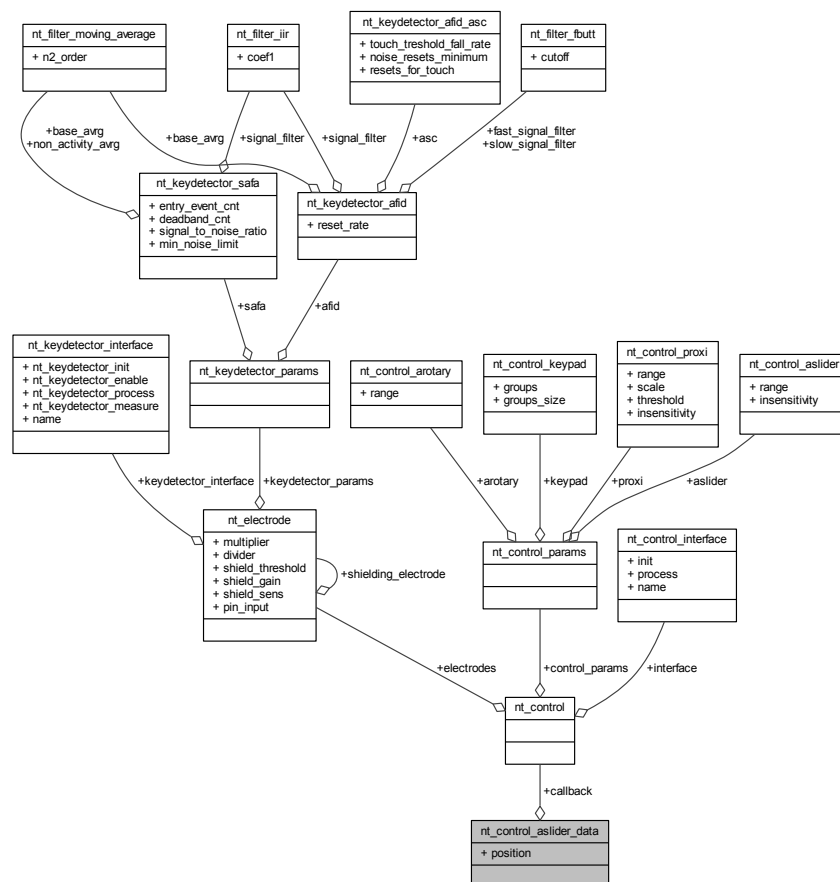 nt_filter_moving_average
+ n2_order
nt_filter_iir
+ coef1
nt_keydetector_afid_asc
+ touch_treshold_fall_rate
+ noise_resets_minimum
+ resets_for_touch
nt_filter_fbutt
+ cutoff
+base_avrg
+non_activity_avrg
+base_avrg
+signal_filter
+signal_filter
+asc
+fast_signal_filter
+slow_signal_filter
nt_keydetector_safa
+ entry_event_cnt
+ deadband_cnt
+ signal_to_noise_ratio
+ min_noise_limit
nt_keydetector_afid
+ reset_rate
+safa
+afid
nt_keydetector_interface
+ nt_keydetector_init
+ nt_keydetector_enable
+ nt_keydetector_process
+ nt_keydetector_measure
+ name
nt_keydetector_params
nt_control_arotary
+ range
nt_control_keypad
+ groups
+ groups_size
nt_control_proxi
+ range
+ scale
+ threshold
+ insensitivity
nt_control_aslider
+ range
+ insensitivity
+keydetector_interface
+keydetector_params
+arotary
+keypad
+proxi
+aslider
nt_electrode
+ multiplier
+ divider
+ shield_threshold
+ shield_gain
+ shield_sens
+ pin_input
+shielding_electrode
nt_control_params
nt_control_interface
+ init
+ process
+ name
+electrodes
+control_params
+interface
nt_control
+callback
nt_control_aslider_data
+ position